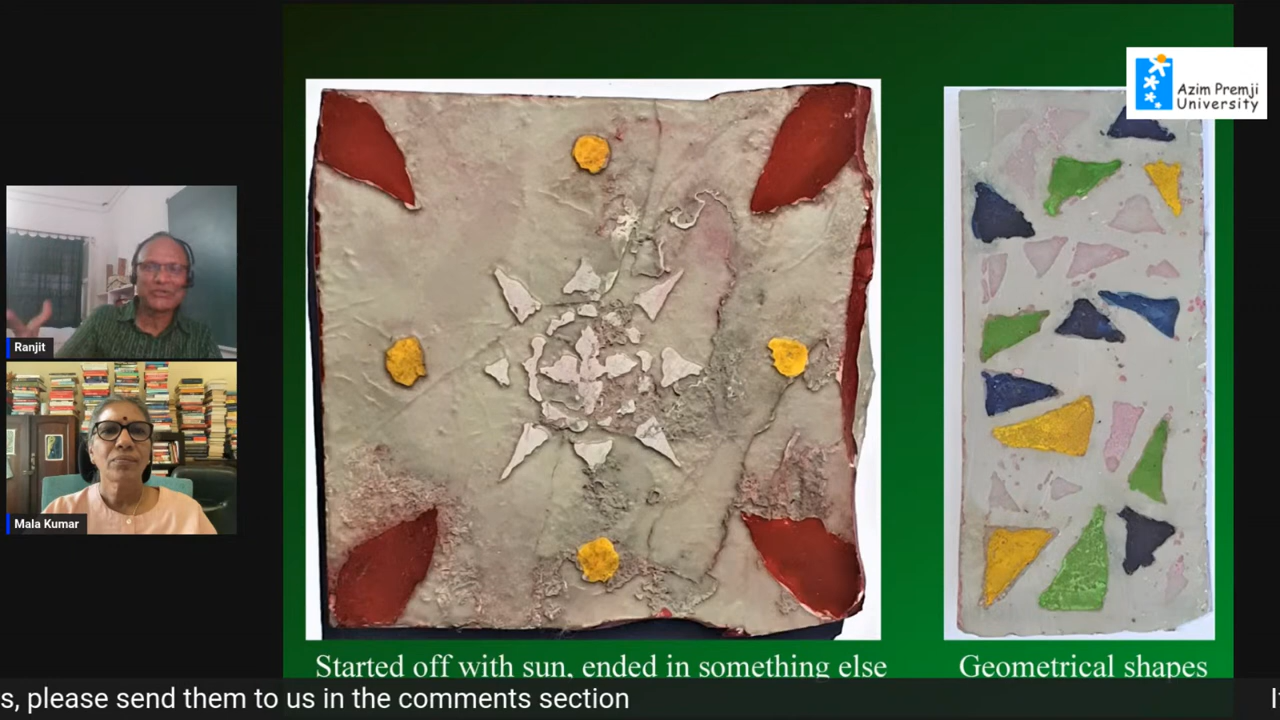 Azim Premji
University
Ranjit
Mala Kumar
Started off with sun, ended in something else
Geometrical shapes
s, please send them to us in the comments section